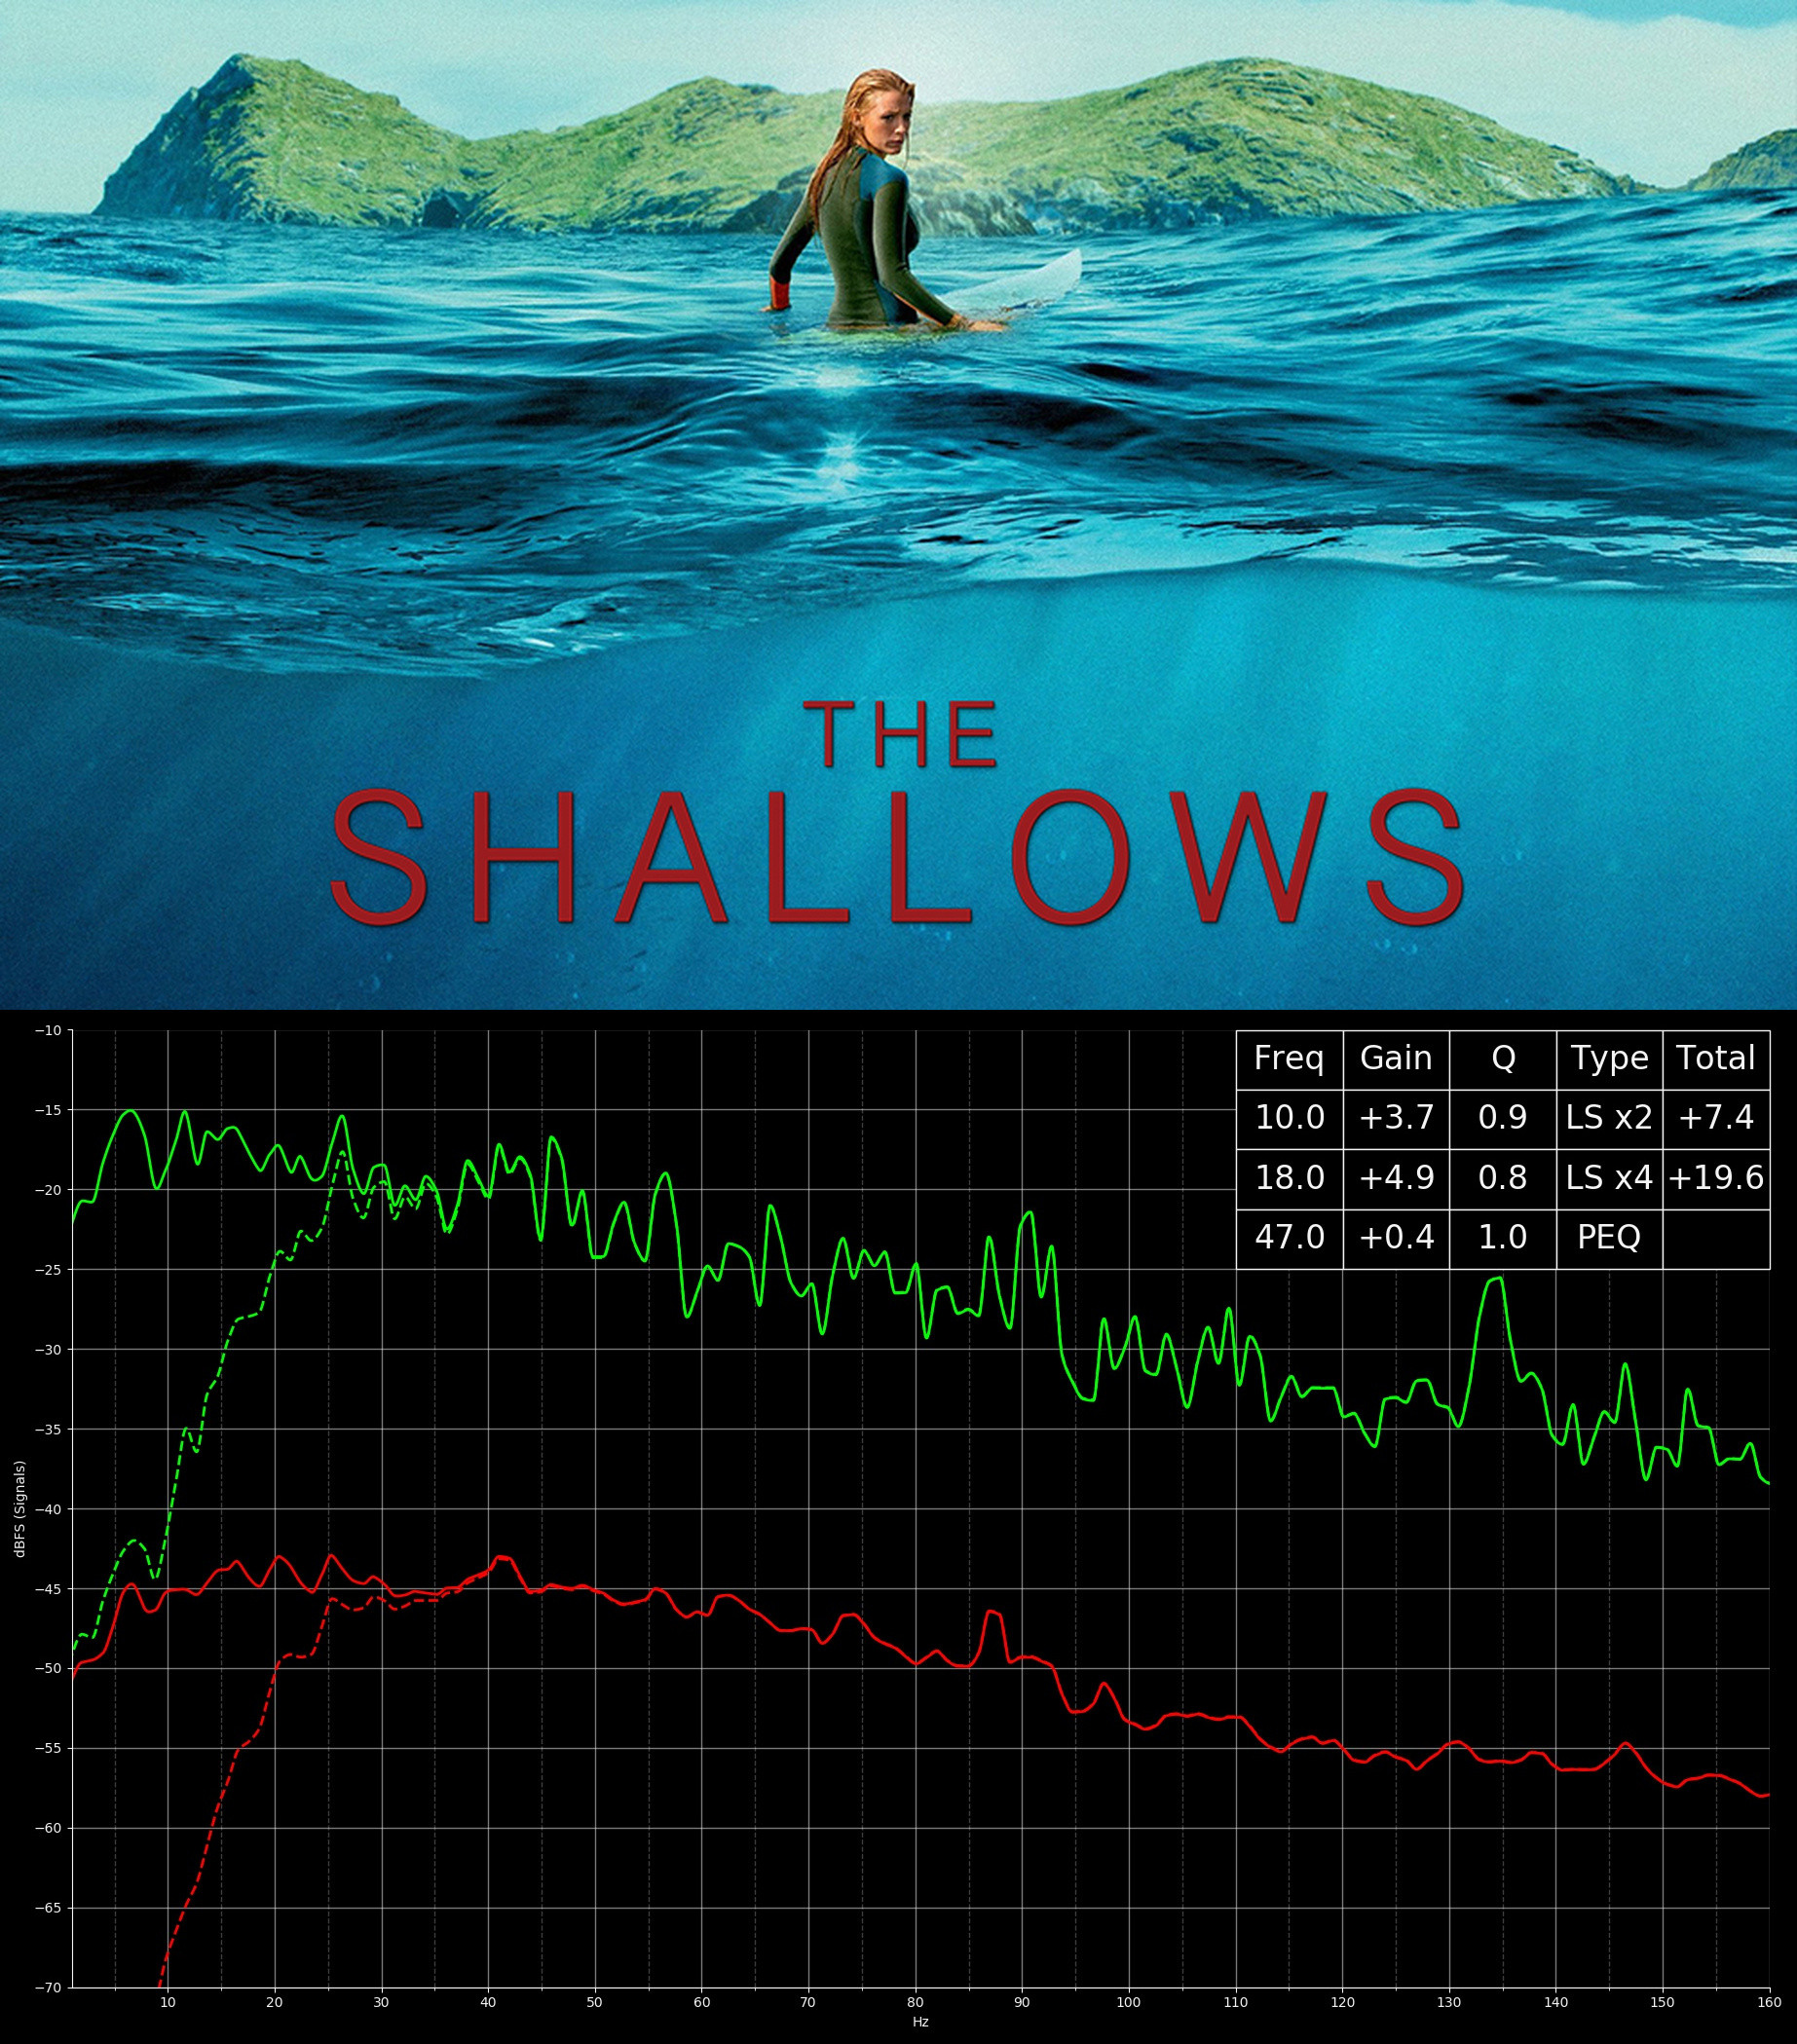 THE
SHALLOWS
Freq Gain Q Type Total
10.0 +3.7 0.9 LS x2 +7.4
18.0 +4.9 0.8 LS x4 +19.6
47.0 +0.4 1.0 PEQ
−10
−15
−20
−25
−30
−35
−40
−45
−50
−55
−60
−65
−70
dBFS (Signals)
10 20 30 40 50 60 70 80 90 100 110 120 130 140 150 160
Hz